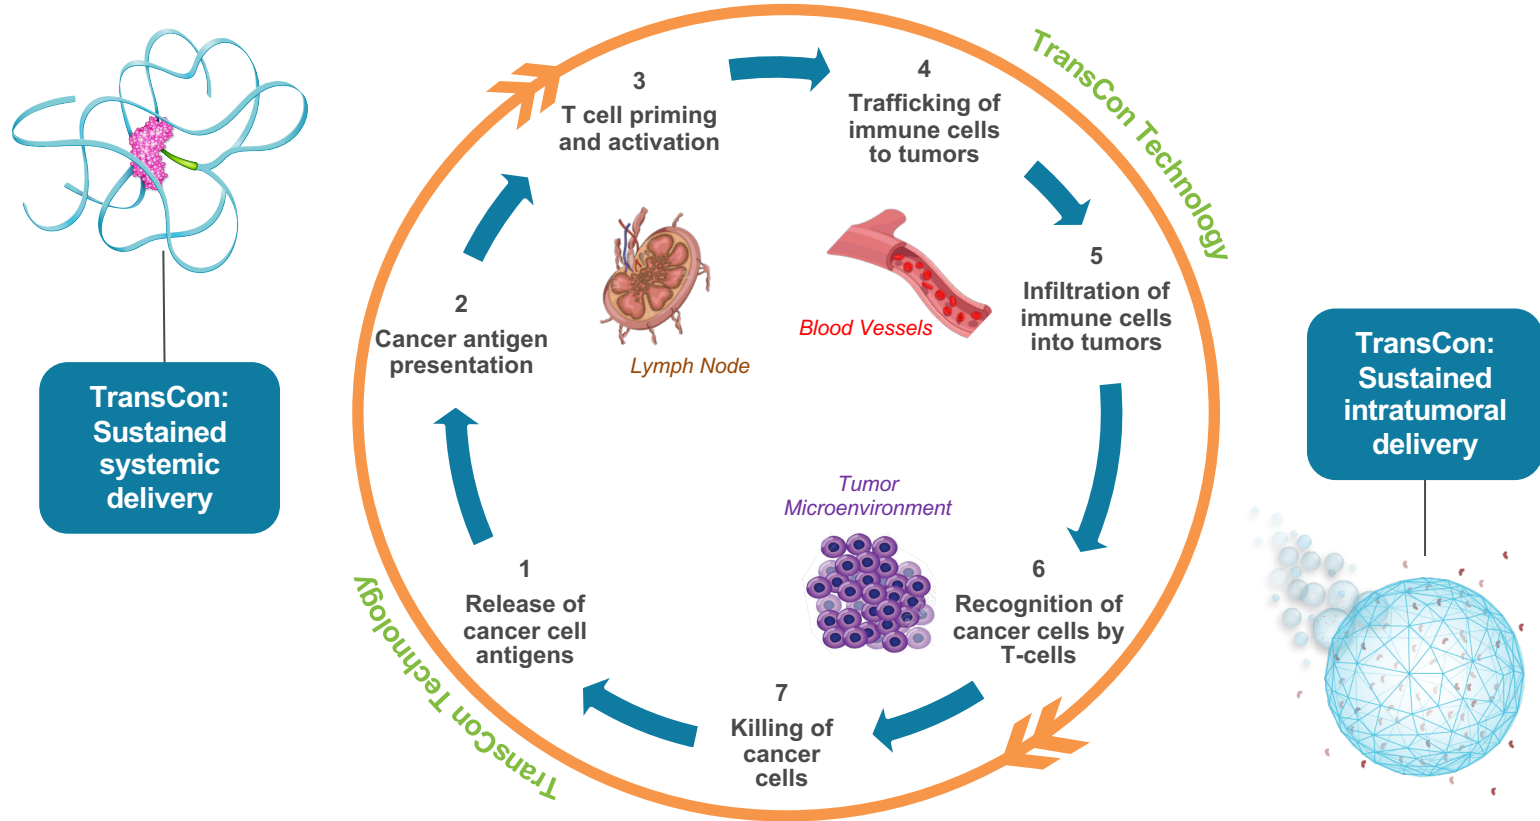 TransCon:
Sustained
systemic
delivery
TransCon Technology
3
T cell priming
and activation
4
Trafficking of
immune cells
to tumors
5
Infiltration of
immune cells
into tumors
2
Cancer antigen
presentation
Lymph Node
Blood Vessels
Tumor
Microenvironment
1
Release of
cancer cell
antigens
6
Recognition of
cancer cells by
T-cells
7
Killing of
cancer
cells
TransCon Technology
TransCon:
Sustained
intratumoral
delivery